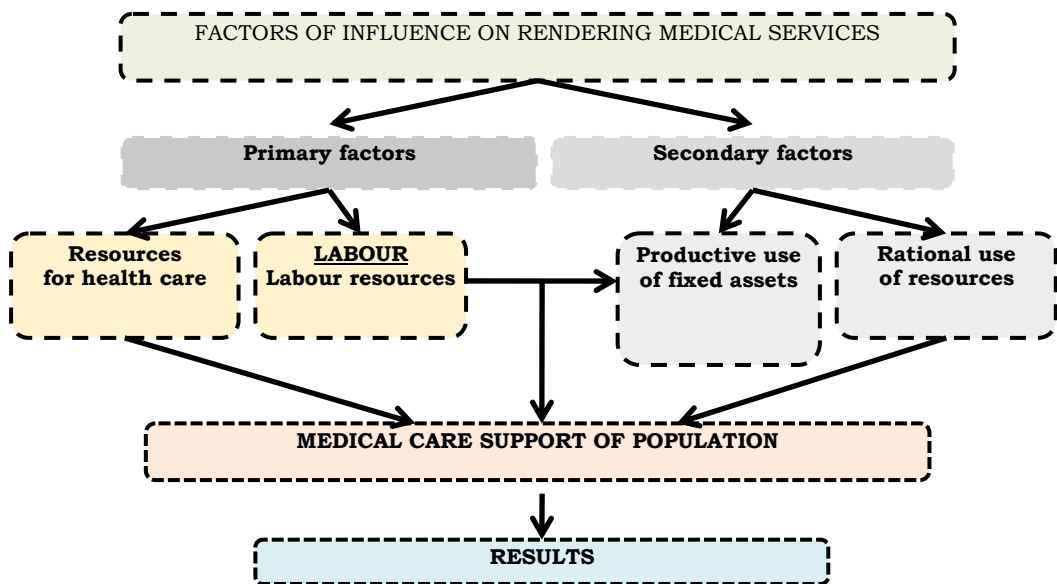 FACTORS OF INFLUENCE ON RENDERING MEDICAL SERVICES
Primary factors
Secondary factors
Resources
for health care
LABOUR
Labour resources
Productive use
of fixed assets
Rational use
of resources
MEDICAL CARE SUPPORT OF POPULATION
RESULTS